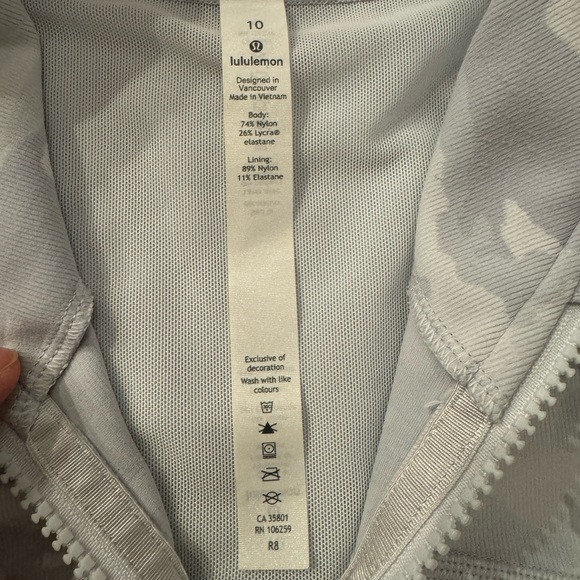 10
lululemon
Designed in
Vancouver
Made in Vietnam
Body:
74% Nylon
26% Lycra®
elastane
Lining:
89% Nylon
11% Elastane
Exclusive of
decoration
Wash with like
colours
CA 35801
RN 106259
R8